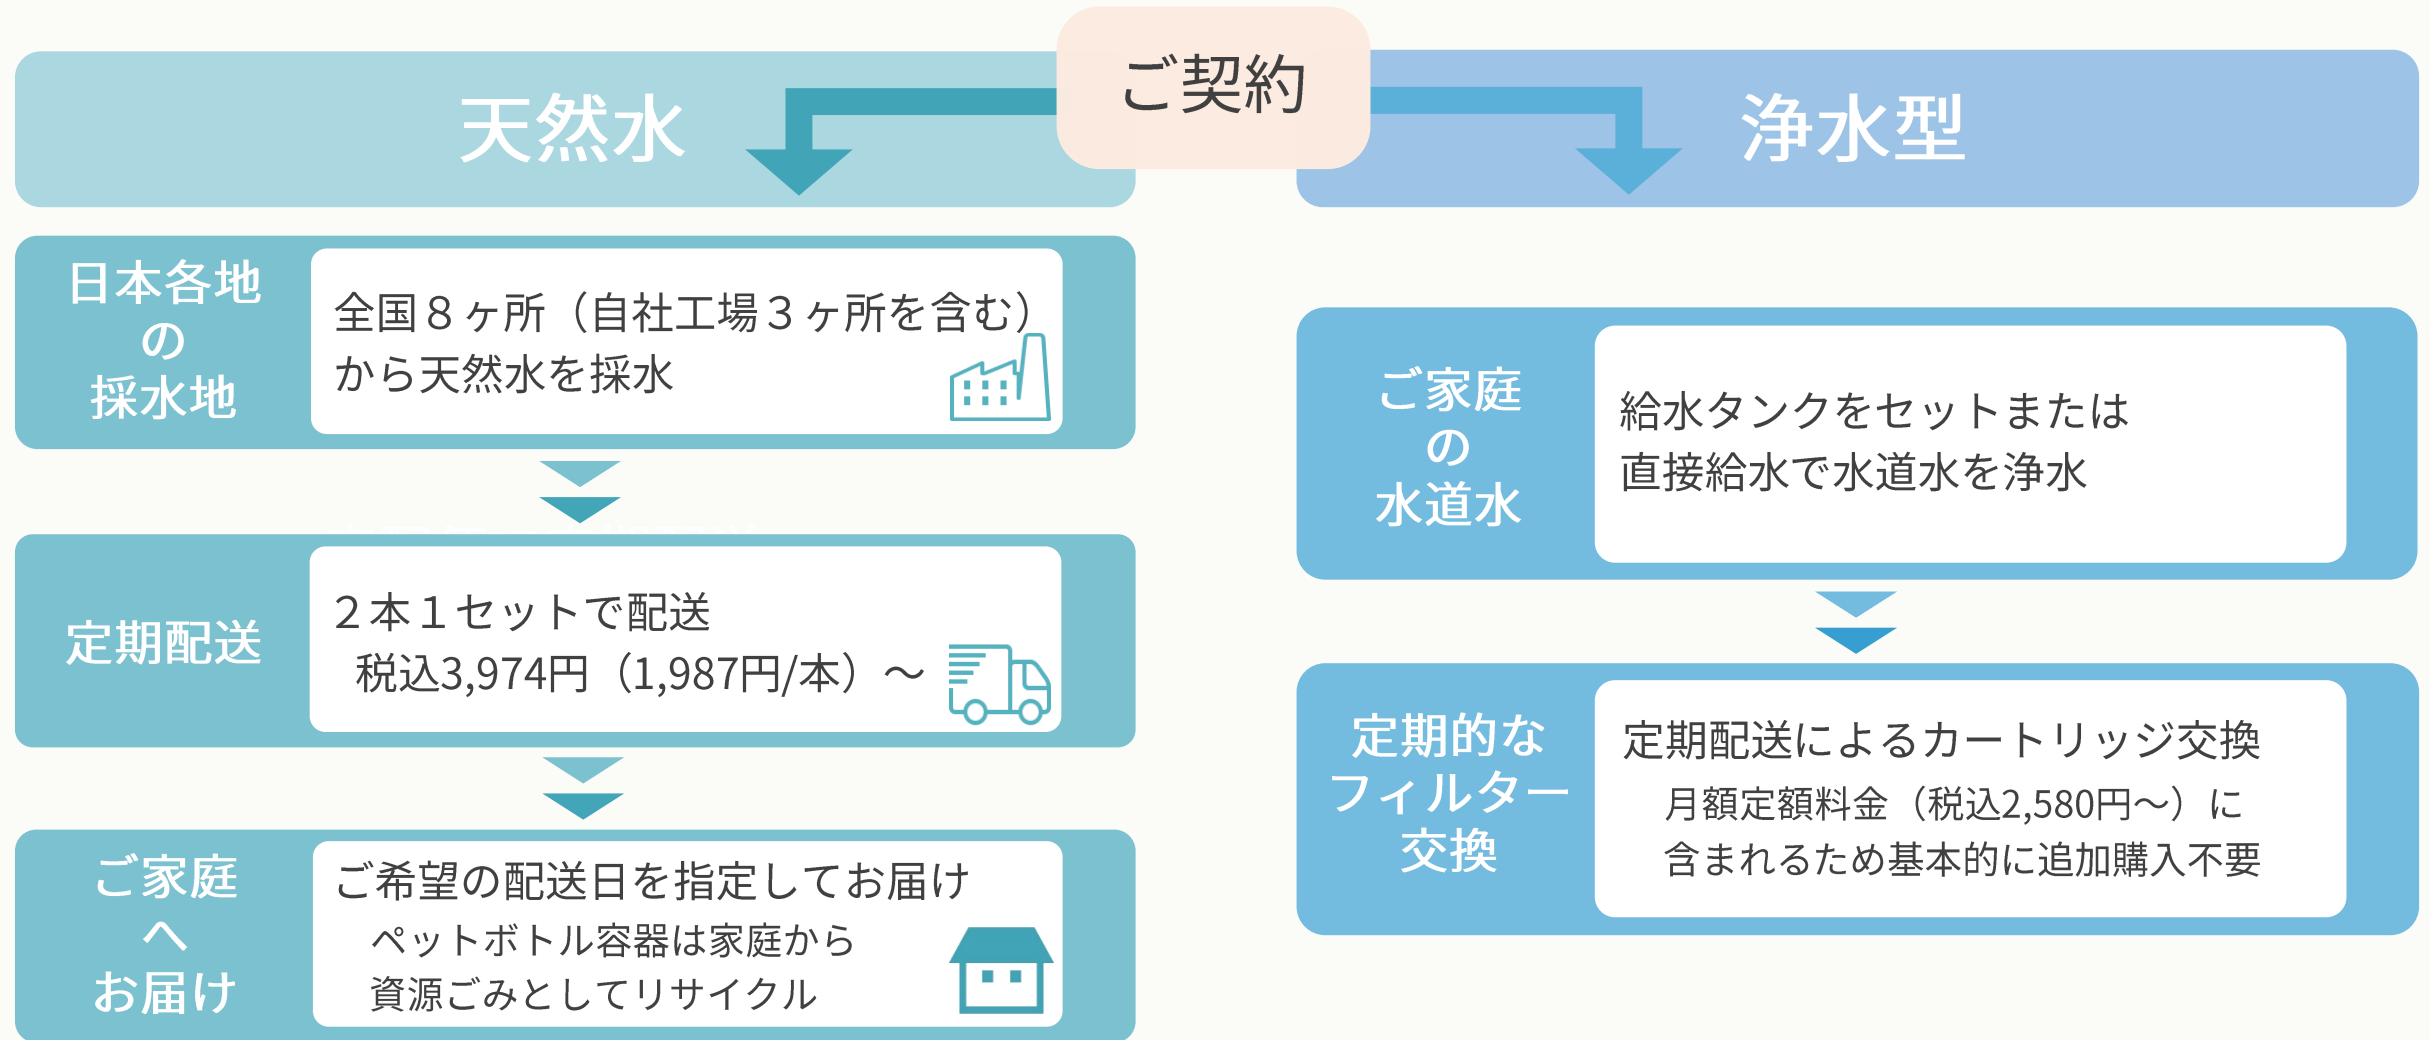 ご契約
天然水
日本各地
の
採水地
全国８ヶ所（自社工場３ヶ所を含む）
から天然水を採水
定期配送
２本１セットで配送
税込3,974円（1,987円/本）～
ご家庭
へ
お届け
ご希望の配送日を指定してお届け
ペットボトル容器は家庭から
資源ごみとしてリサイクル
浄水型
ご家庭
の
水道水
給水タンクをセットまたは
直接給水で水道水を浄水
定期的な
フィルター
交換
定期配送によるカートリッジ交換
月額定額料金（税込2,580円～）に
含まれるため基本的に追加購入不要